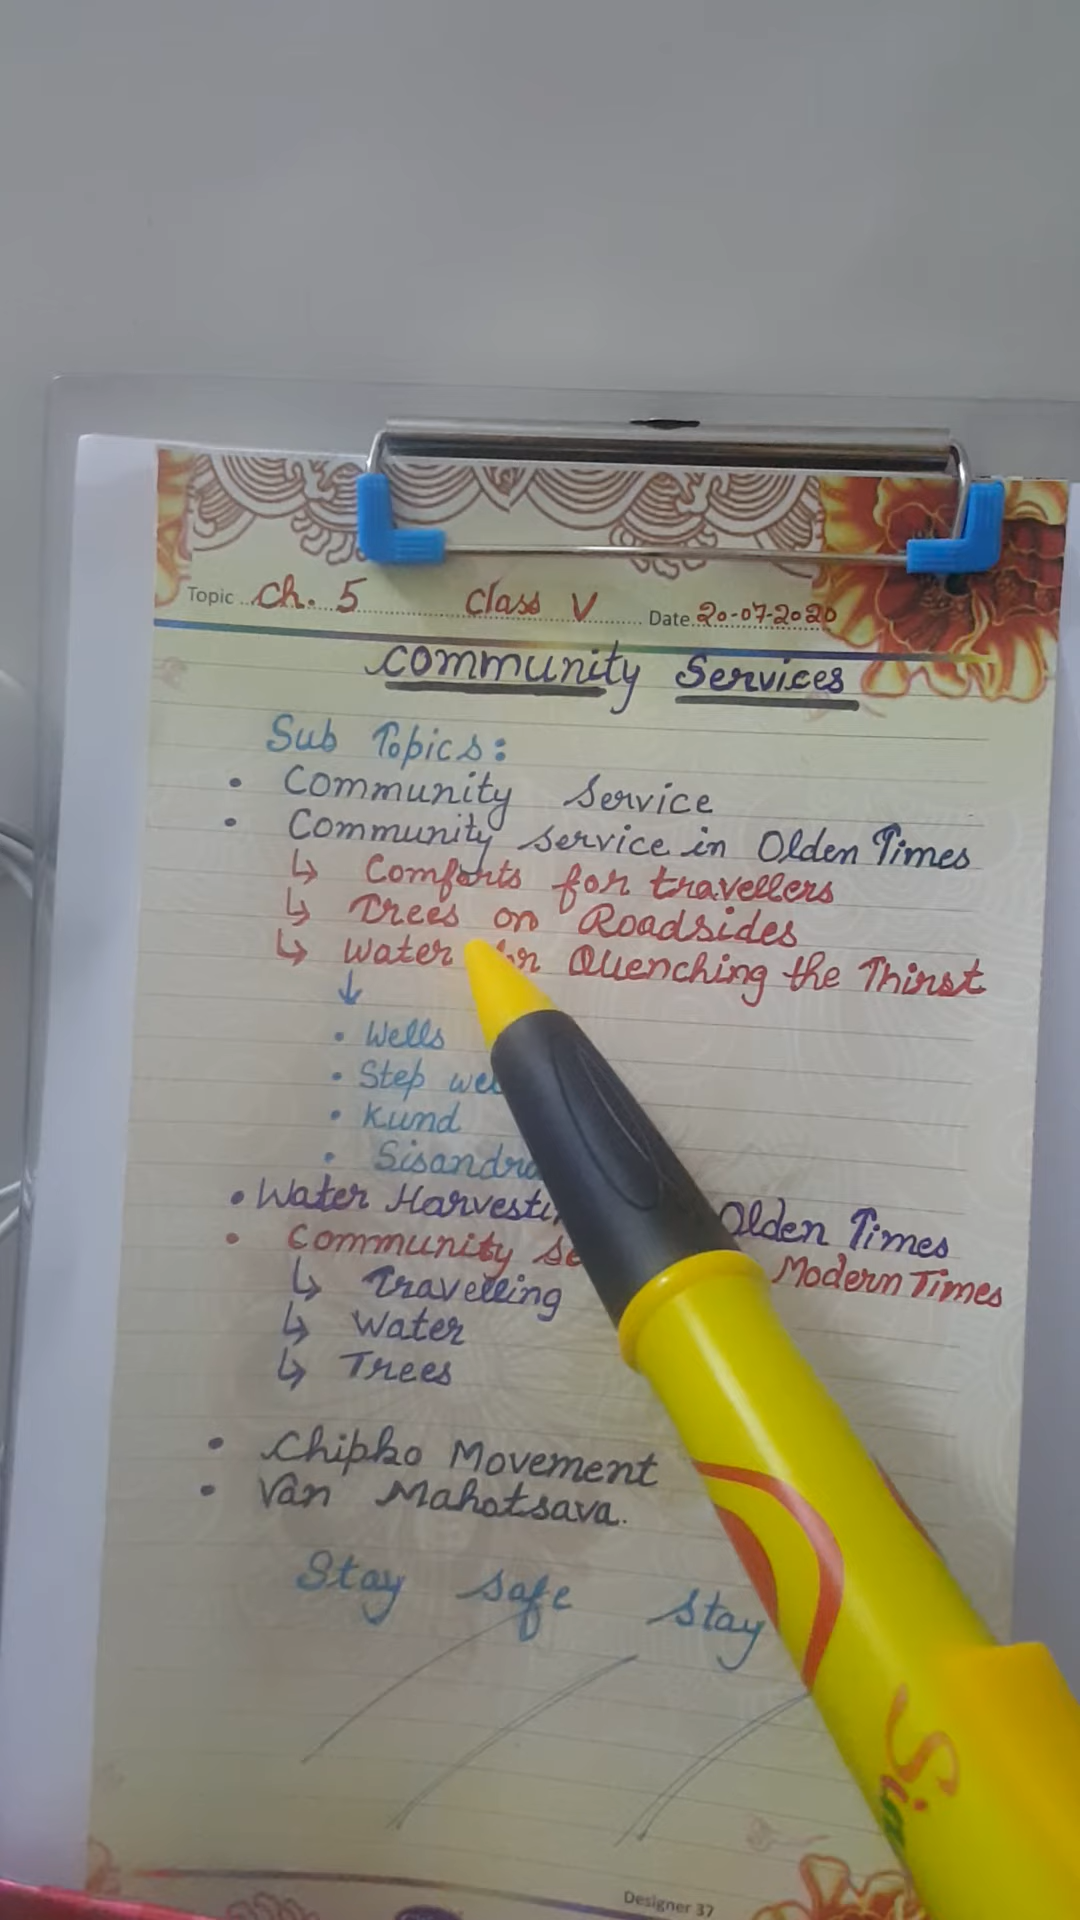 Topic Ch. 5 Class V Date 20-07-2020
Community Services
Sub Topics:
• Community Service
• Community service in Olden Times
↳ Comforts for travellers
↳ Trees on Roadsides
↳ Water Quenching the Thirst
↓
• Wells
• Step
• Kund
•
• Water Olden Times
• Community Modern Times
↳ Travelling
↳ Water
↳ Trees
• Chipko Movement
• Van Mahotsava.
Stay safe Stay
Designer 37